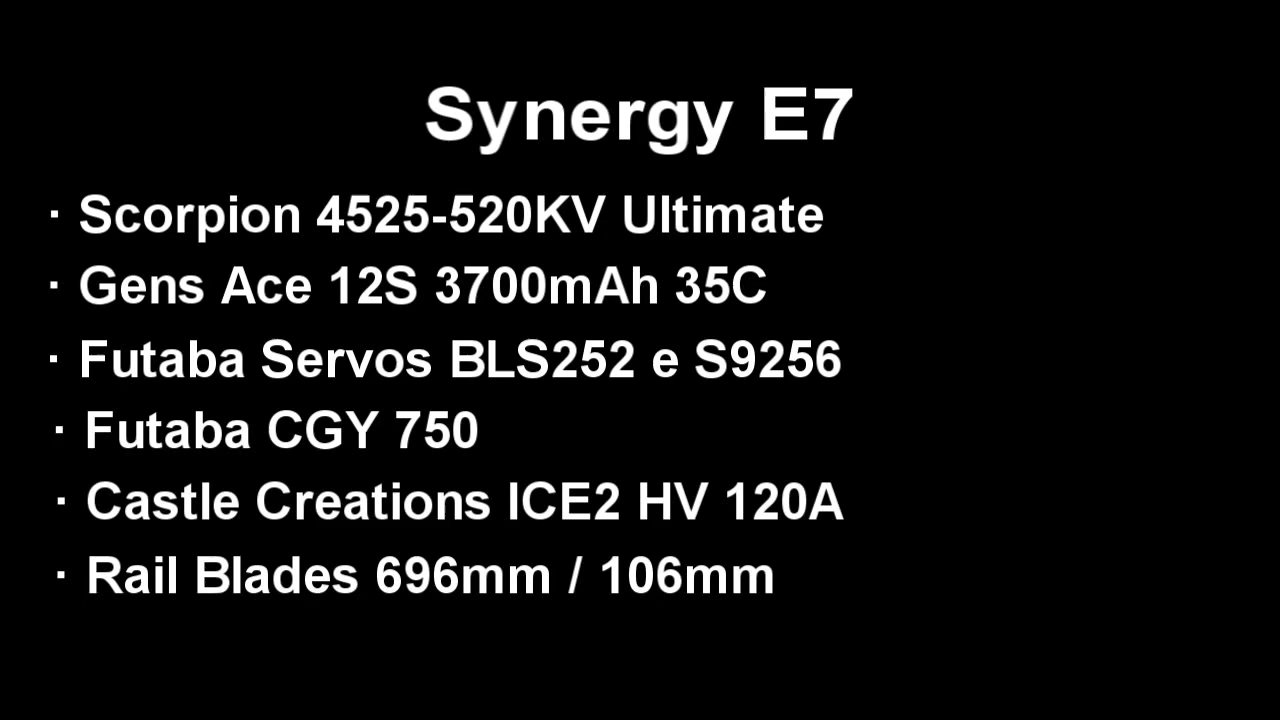 Synergy E7
· Scorpion 4525-520KV Ultimate
· Gens Ace 12S 3700mAh 35C
· Futaba Servos BLS252 e S9256
· Futaba CGY 750
· Castle Creations ICE2 HV 120A
· Rail Blades 696mm / 106mm